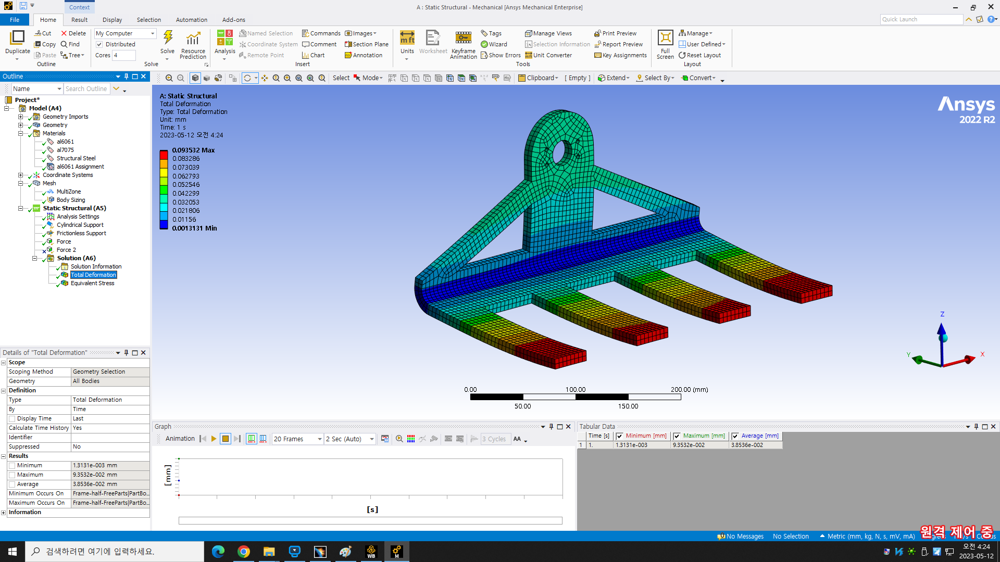 Context
A : Static Structural - Mechanical [Ansys Mechanical Enterprise]
File Home Result Display Selection Automation Add-ons
Quick Launch
Duplicate
Cut
Copy
Paste
Delete
Find
Tree
Outline
My Computer
Distributed
Cores 4
Solve
Resource Prediction
Solve
Analysis
Named Selection
Coordinate System
Remote Point
Commands
Comment
Chart
Images
Section Plane
Annotation
Insert
Units
Worksheet
Keyframe Animation
Tags
Wizard
Show Errors
Manage Views
Selection Information
Unit Converter
Print Preview
Report Preview
Key Assignments
Tools
Full Screen
Manage
User Defined
Reset Layout
Layout
Outline
Select Mode Clipboard [ Empty ] Extend Select By Convert
Name Search Outline
Project*
Model (A4)
Geometry Imports
Geometry
Materials
al6061
al7075
Structural Steel
al6061 Assignment
Coordinate Systems
Mesh
MultiZone
Body Sizing
Static Structural (A5)
Analysis Settings
Cylindrical Support
Frictionless Support
Force
Force 2
Solution (A6)
Solution Information
Total Deformation
Equivalent Stress
A: Static Structural
Total Deformation
Type: Total Deformation
Unit: mm
Time: 1 s
2023-05-12 오전 4:24
0.093532 Max
0.083286
0.073039
0.062793
0.052546
0.042299
0.032053
0.021806
0.01156
0.0013131 Min
Ansys
2022 R2
Z
Y
X
0.00 100.00 200.00 (mm)
50.00 150.00
Details of "Total Deformation"
Scope
Scoping Method Geometry Selection
Geometry All Bodies
Definition
Type Total Deformation
By Time
Display Time Last
Calculate Time History Yes
Identifier
Suppressed No
Results
Minimum 1.3131e-003 mm
Maximum 9.3532e-002 mm
Average 3.8536e-002 mm
Minimum Occurs On Frame-half-FreeParts|PartBo...
Maximum Occurs On Frame-half-FreeParts|PartBo...
Information
Graph
Animation 20 Frames 2 Sec (Auto) 3 Cycles AA
[mm]
[s]
Tabular Data
Time [s] Minimum [mm] Maximum [mm] Average [mm]
1 1. 1.3131e-003 9.3532e-002 3.8536e-002
No Messages No Selection Metric (mm, kg, N, s, mV, mA)
원격 제어 중
검색하려면 여기에 입력하세요.
WB
M
오전 4:24
2023-05-12